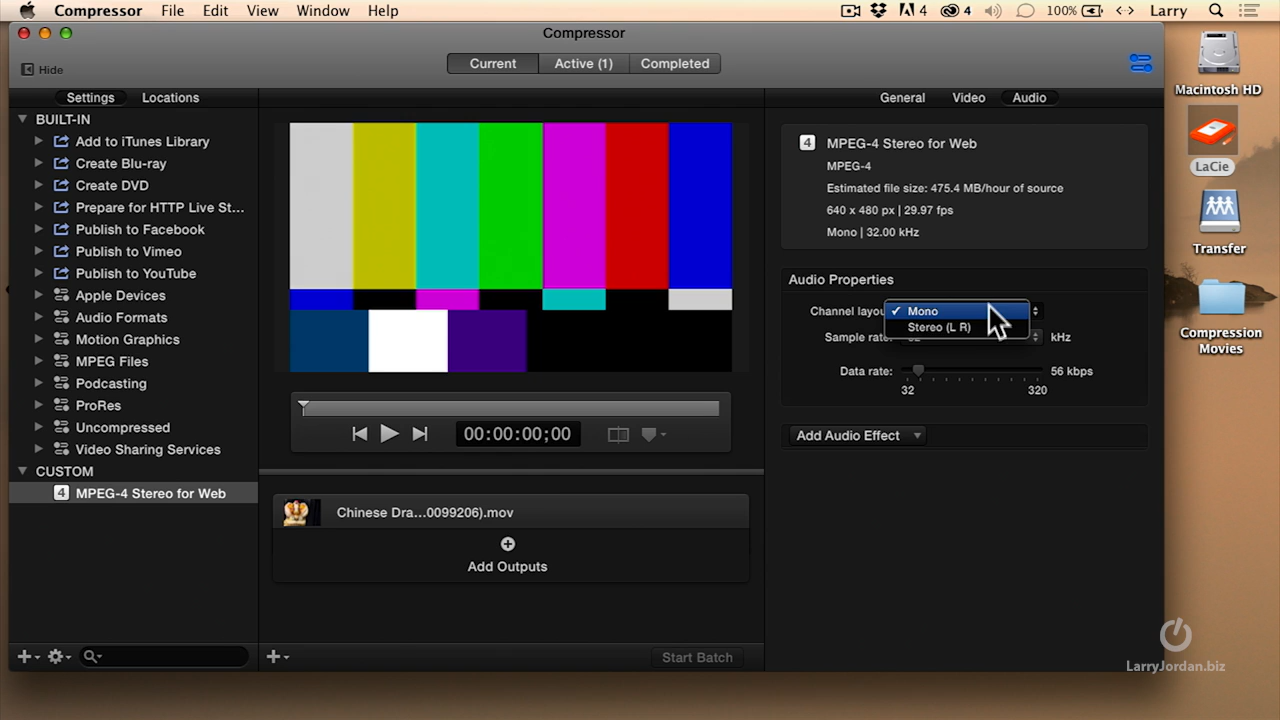 Compressor File Edit View Window Help 4 4 100% Larry
Compressor
Hide
Current Active (1) Completed
Settings Locations
BUILT-IN
Add to iTunes Library
Create Blu-ray
Create DVD
Prepare for HTTP Live St...
Publish to Facebook
Publish to Vimeo
Publish to YouTube
Apple Devices
Audio Formats
Motion Graphics
MPEG Files
Podcasting
ProRes
Uncompressed
Video Sharing Services
CUSTOM
4 MPEG-4 Stereo for Web
00:00:00;00
Chinese Dra...0099206).mov
Add Outputs
Start Batch
General Video Audio
4 MPEG-4 Stereo for Web
MPEG-4
Estimated file size: 475.4 MB/hour of source
640 x 480 px | 29.97 fps
Mono | 32.00 kHz
Audio Properties
Channel layou
Mono
Stereo (L R)
Sample rate: kHz
Data rate: 56 kbps
32 320
Add Audio Effect
Macintosh HD
LaCie
Transfer
Compression
Movies
LarryJordan.biz